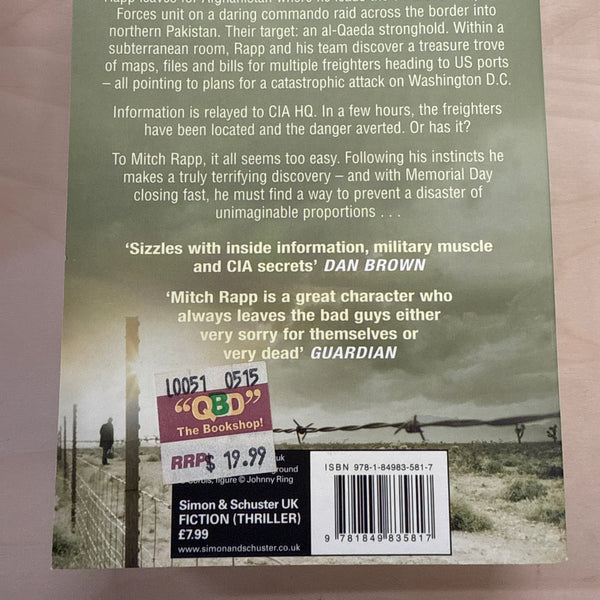 Forces unit on a daring commando raid across the border into
northern Pakistan. Their target: an al-Qaeda stronghold. Within a
subterranean room, Rapp and his team discover a treasure trove
of maps, files and bills for multiple freighters heading to US ports
– all pointing to plans for a catastrophic attack on Washington D.C.
Information is relayed to CIA HQ. In a few hours, the freighters
have been located and the danger averted. Or has it?
To Mitch Rapp, it all seems too easy. Following his instincts he
makes a truly terrifying discovery – and with Memorial Day
closing fast, he must find a way to prevent a disaster of
unimaginable proportions . . .
‘Sizzles with inside information, military muscle
and CIA secrets’ DAN BROWN
‘Mitch Rapp is a great character who
always leaves the bad guys either
very sorry for themselves or
very dead’ GUARDIAN
10051 0515
“QBD”
The Bookshop!
RRP$ 19.99
figure © Johnny Ring
Simon & Schuster UK
FICTION (THRILLER)
£7.99
www.simonandschuster.co.uk
ISBN 978-1-84983-581-7
9 781849 835817